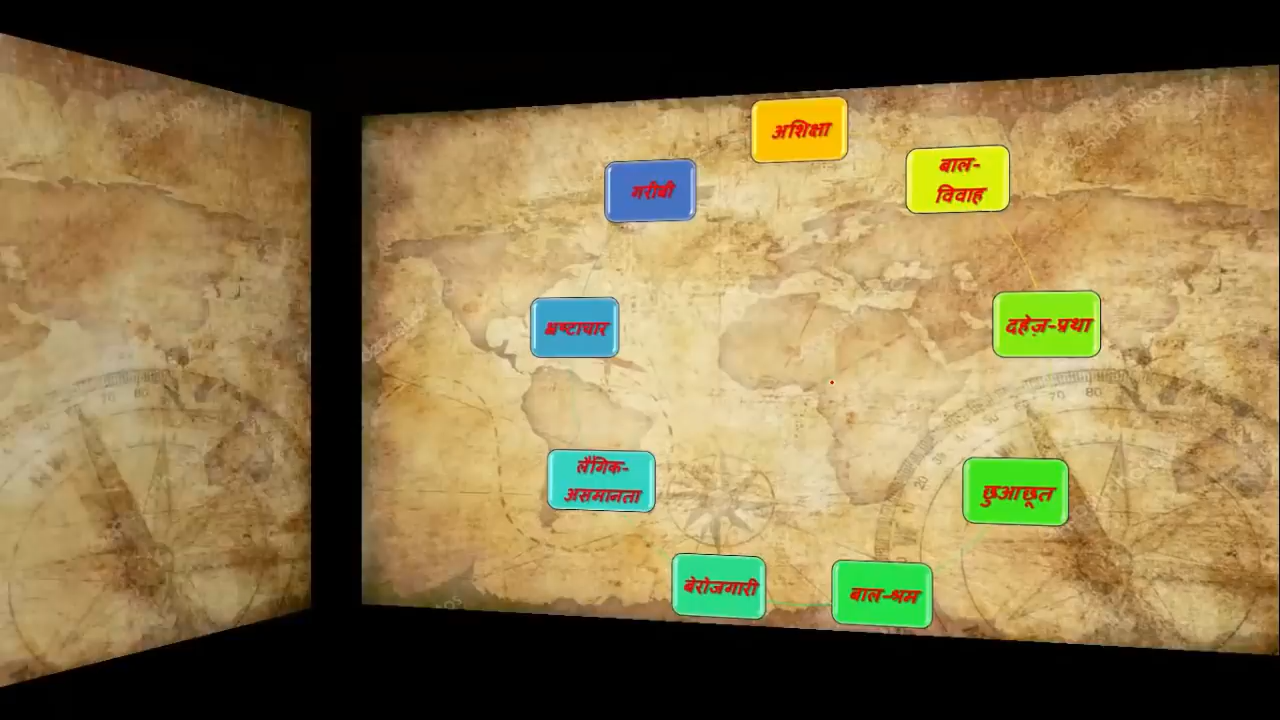 अशिक्षा
बाल-
विवाह
दहेज़-प्रथा
छुआछूत
बाल-श्रम
बेरोजगारी
लैंगिक-
असमानता
भ्रष्टाचार
गरीबी